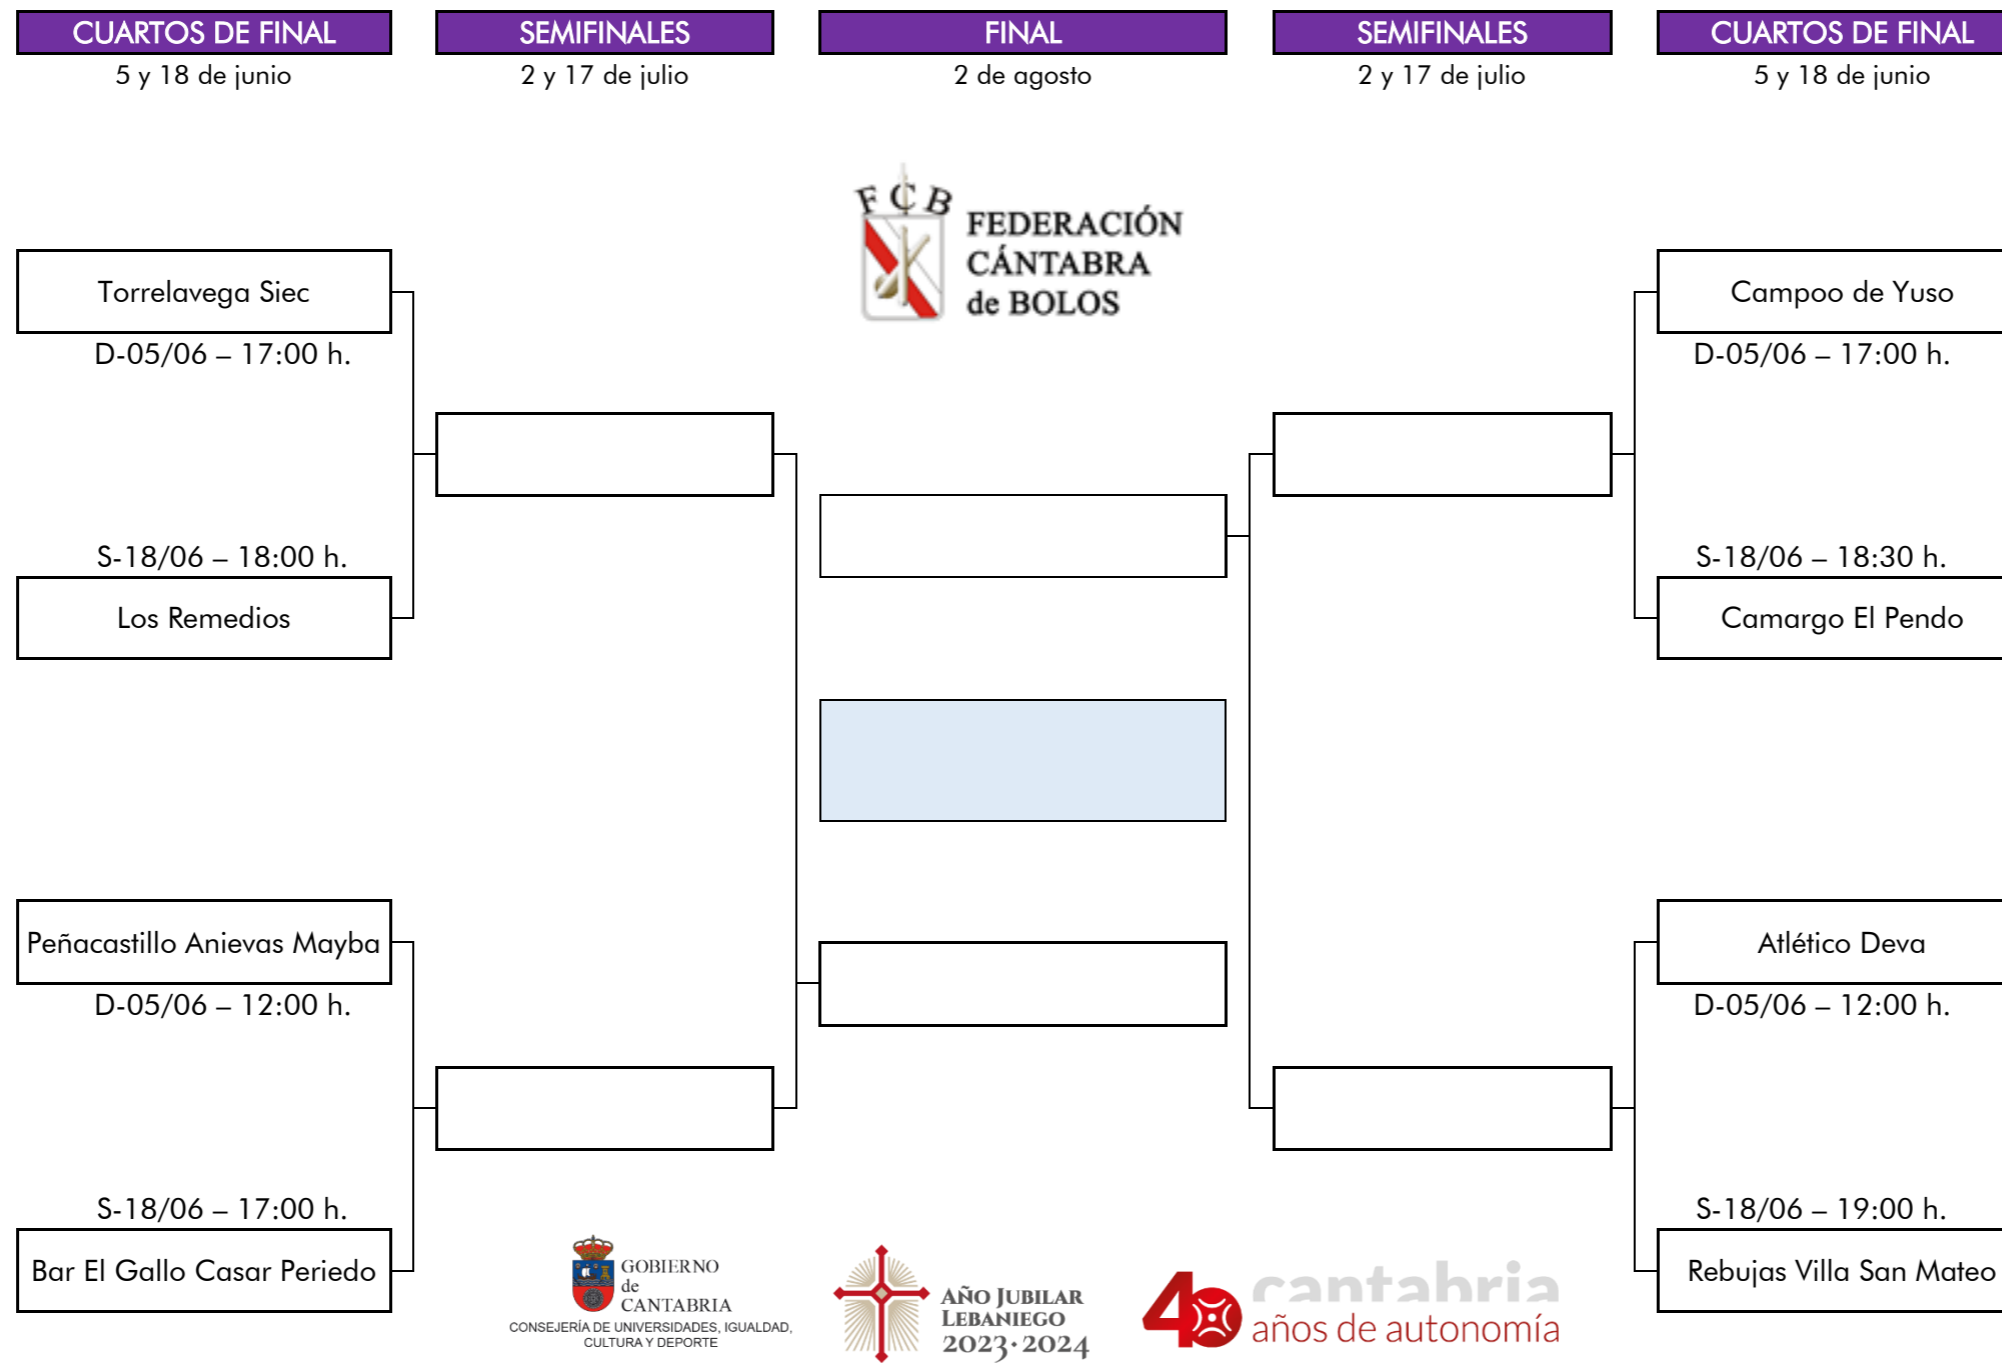 CUARTOS DE FINAL
SEMIFINALES
FINAL
SEMIFINALES
CUARTOS DE FINAL
5 y 18 de junio
2 y 17 de julio
2 de agosto
2 y 17 de julio
5 y 18 de junio
FCB
FEDERACIÓN
CÁNTABRA
de BOLOS
Torrelavega Siec
D-05/06 – 17:00 h.
S-18/06 – 18:00 h.
Los Remedios
Campoo de Yuso
D-05/06 – 17:00 h.
S-18/06 – 18:30 h.
Camargo El Pendo
Peñacastillo Anievas Mayba
D-05/06 – 12:00 h.
S-18/06 – 17:00 h.
Bar El Gallo Casar Periedo
Atlético Deva
D-05/06 – 12:00 h.
S-18/06 – 19:00 h.
Rebujas Villa San Mateo
GOBIERNO
de
CANTABRIA
CONSEJERÍA DE UNIVERSIDADES, IGUALDAD,
CULTURA Y DEPORTE
AÑO JUBILAR
LEBANIEGO
2023·2024
40 cantabria
años de autonomía